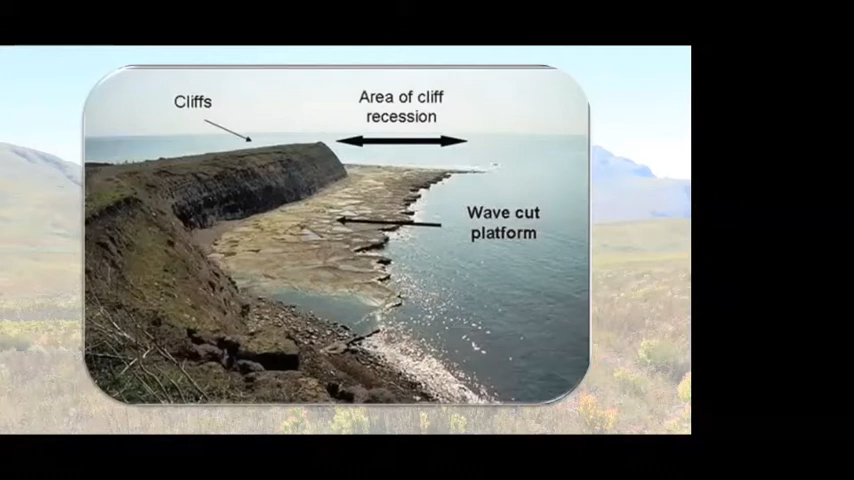 Cliffs
Area of cliff
recession
Wave cut
platform